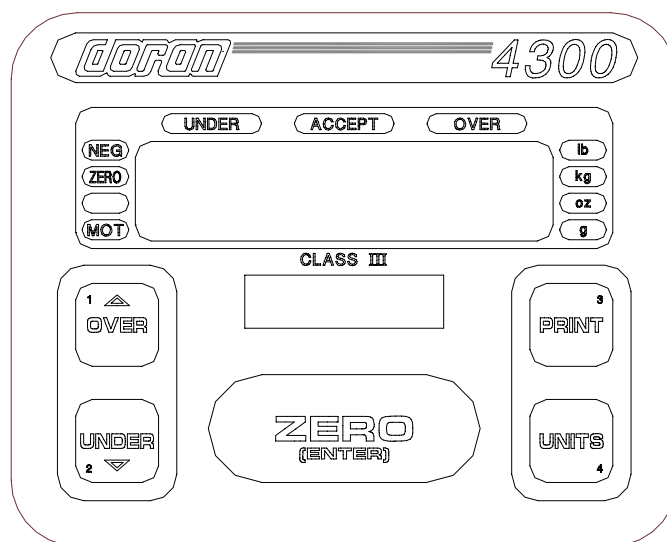 doran 4300
UNDER ACCEPT OVER
NEG
ZERO
MOT
lb
kg
oz
g
CLASS III
1
OVER
UNDER
2
ZERO
(ENTER)
3
PRINT
UNITS
4